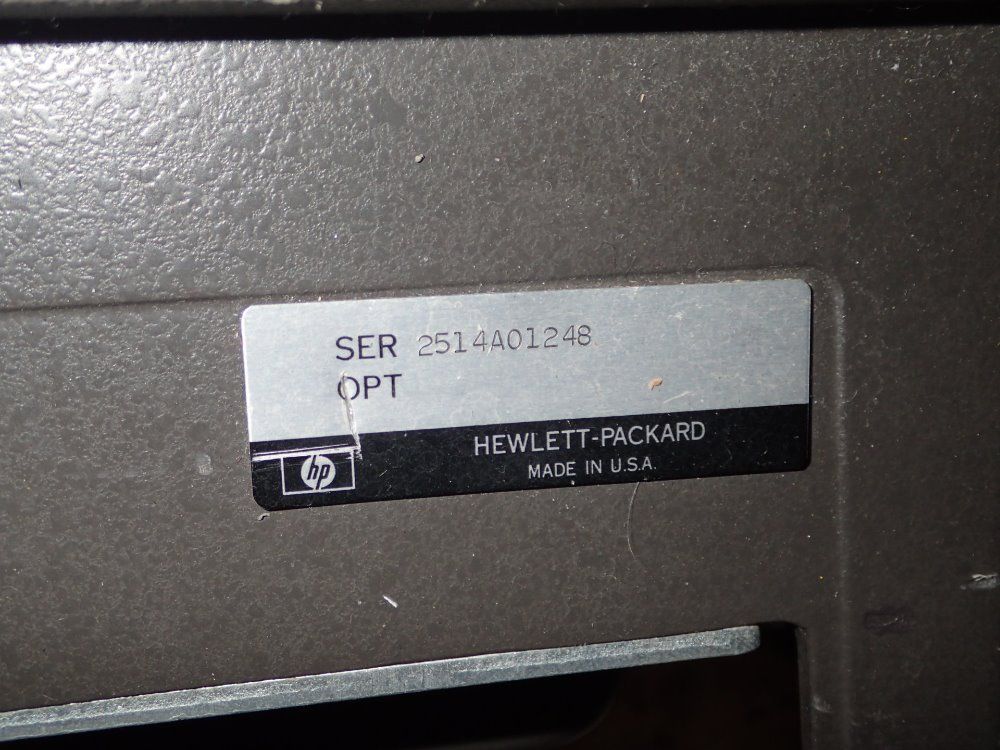 SER 2514A01248
OPT
HEWLETT-PACKARD
hp
MADE IN U.S.A.